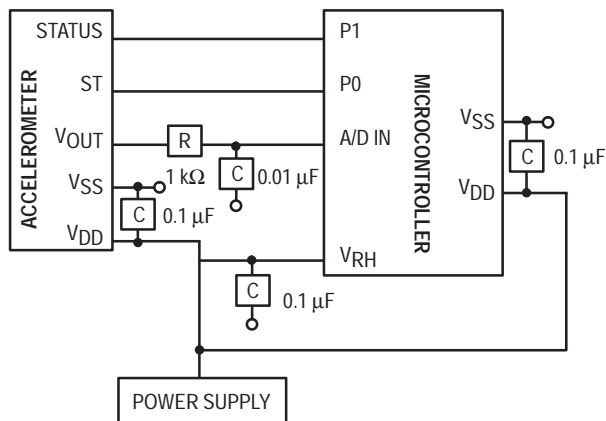 STATUS
ST
VOUT
VSS
VDD
ACCELEROMETER
R
1 kΩ
C
0.01 µF
C
0.1 µF
P1
P0
A/D IN
VRH
MICROCONTROLLER
VSS
VDD
C
0.1 µF
C
0.1 µF
POWER SUPPLY